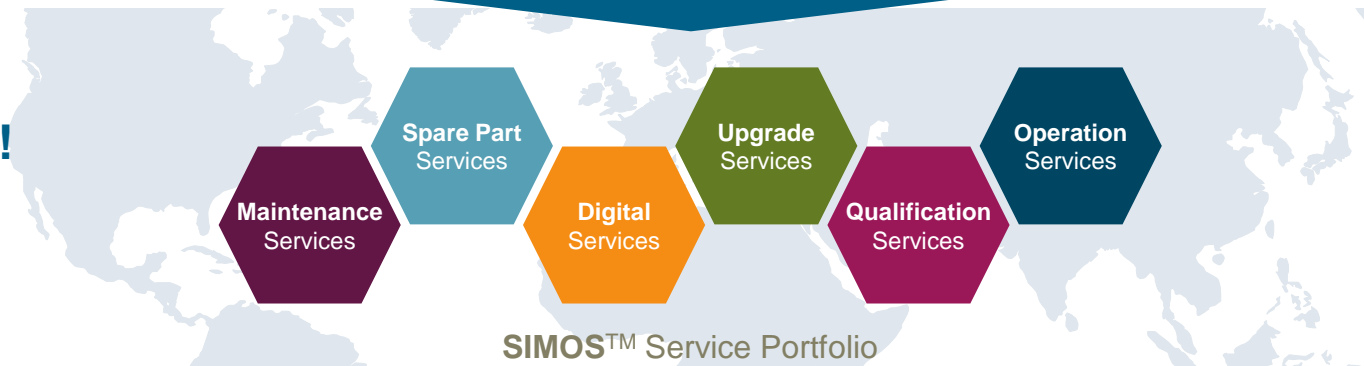 !
Maintenance
Services
Spare Part
Services
Digital
Services
Upgrade
Services
Qualification
Services
Operation
Services
SIMOS™ Service Portfolio